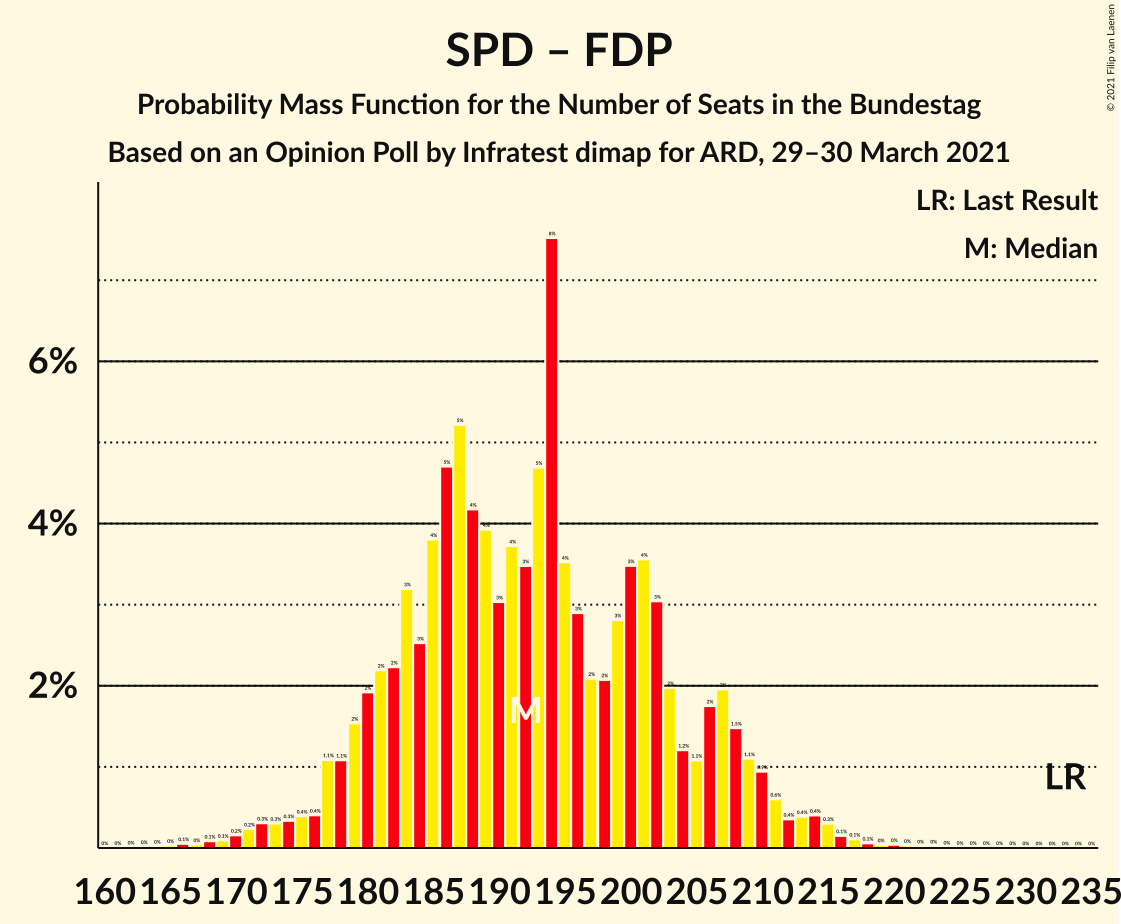 SPD – FDP
Probability Mass Function for the Number of Seats in the Bundestag
Based on an Opinion Poll by Infratest dimap for ARD, 29–30 March 2021
© 2021 Filip van Laenen
LR: Last Result
M: Median
6%
4%
2%
M
LR
160 165 170 175 180 185 190 195 200 205 210 215 220 225 230 235